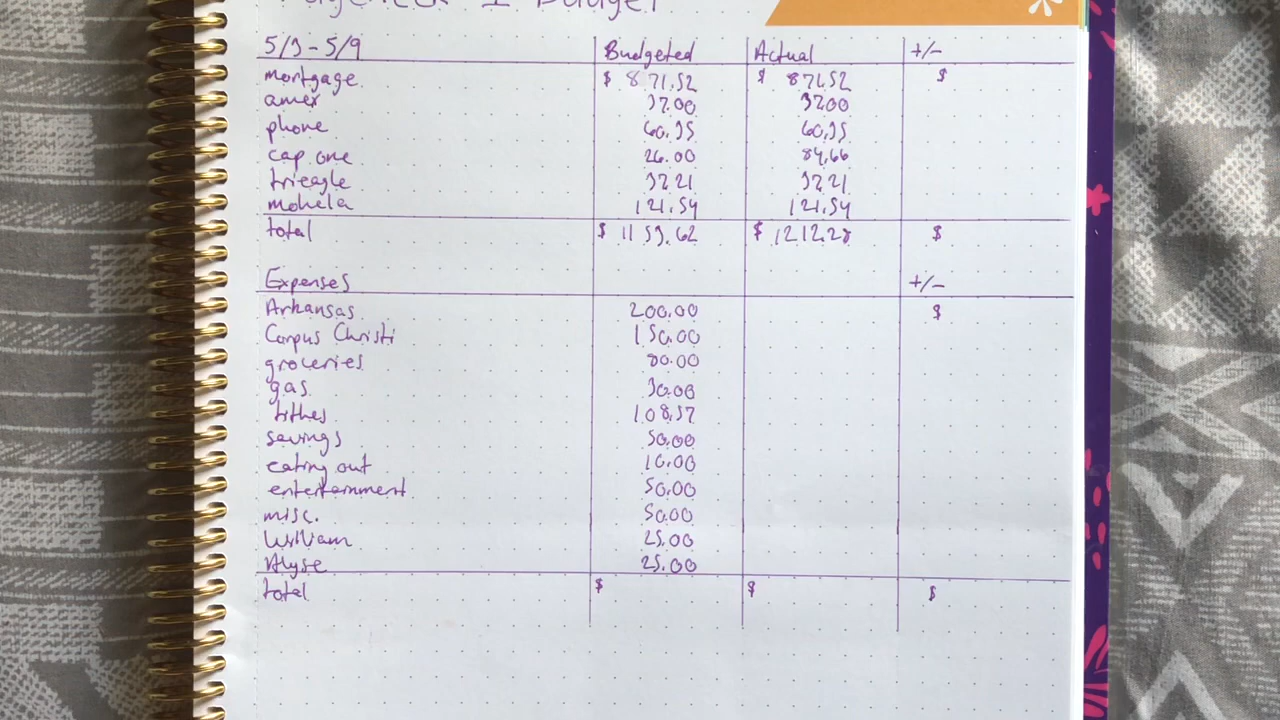 Paycheck 1 Budget
5/3 - 5/9 Budgeted Actual +/-
mortgage $ 871.52 $ 871.52 $
amex 37.00 37.00
phone 60.35 60.35
cap one 26.00 84.66
trieagle 37.21 37.21
mohela 121.54 121.54
total $ 1153.62 $ 1212.28 $
Expenses +/-
Arkansas 200.00 $
Corpus Christi 150.00
groceries 80.00
gas 30.00
tithes 108.37
savings 50.00
eating out 10.00
entertainment 50.00
misc. 50.00
William 25.00
Alyse 25.00
total $ $ $